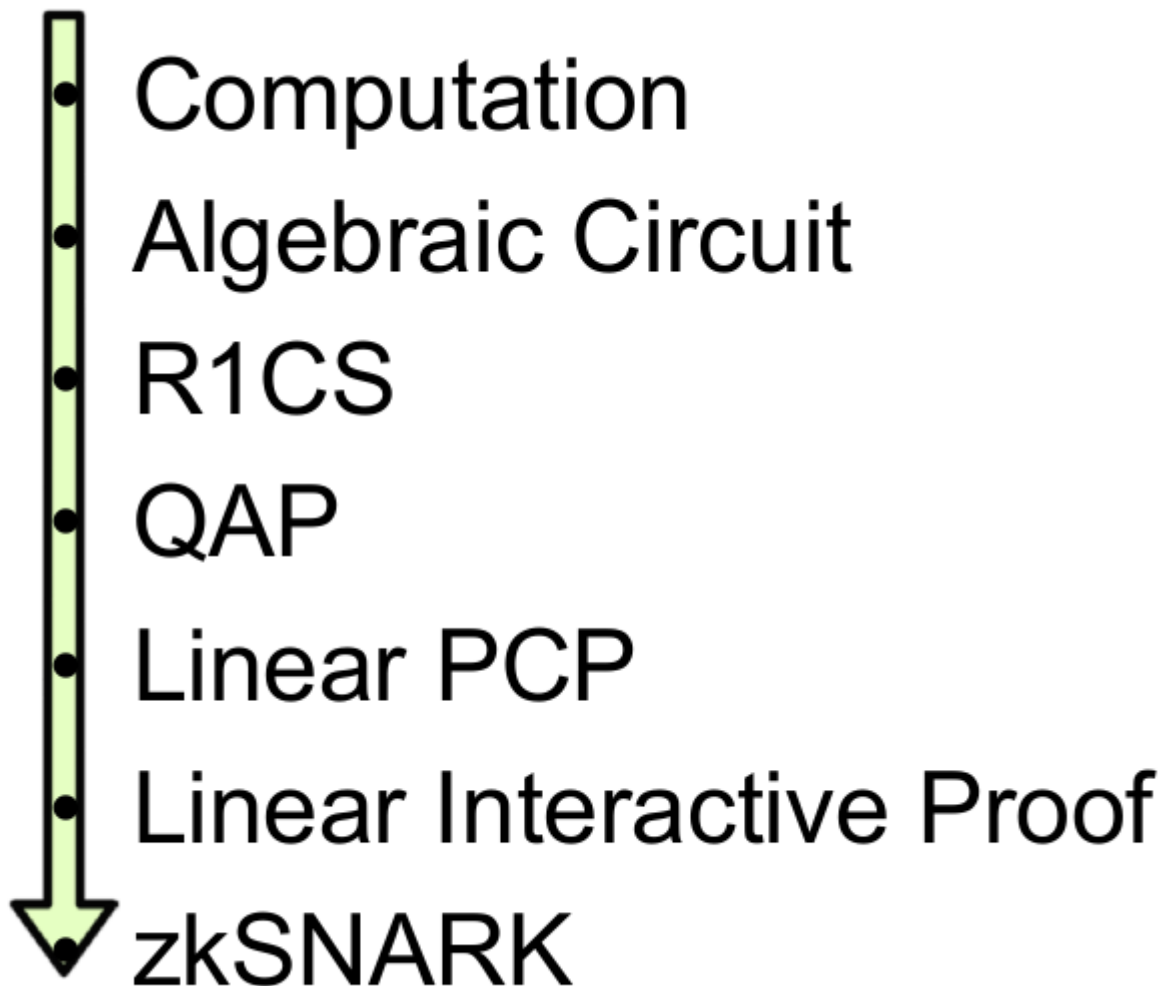 Computation
Algebraic Circuit
R1CS
QAP
Linear PCP
Linear Interactive Proof
zkSNARK